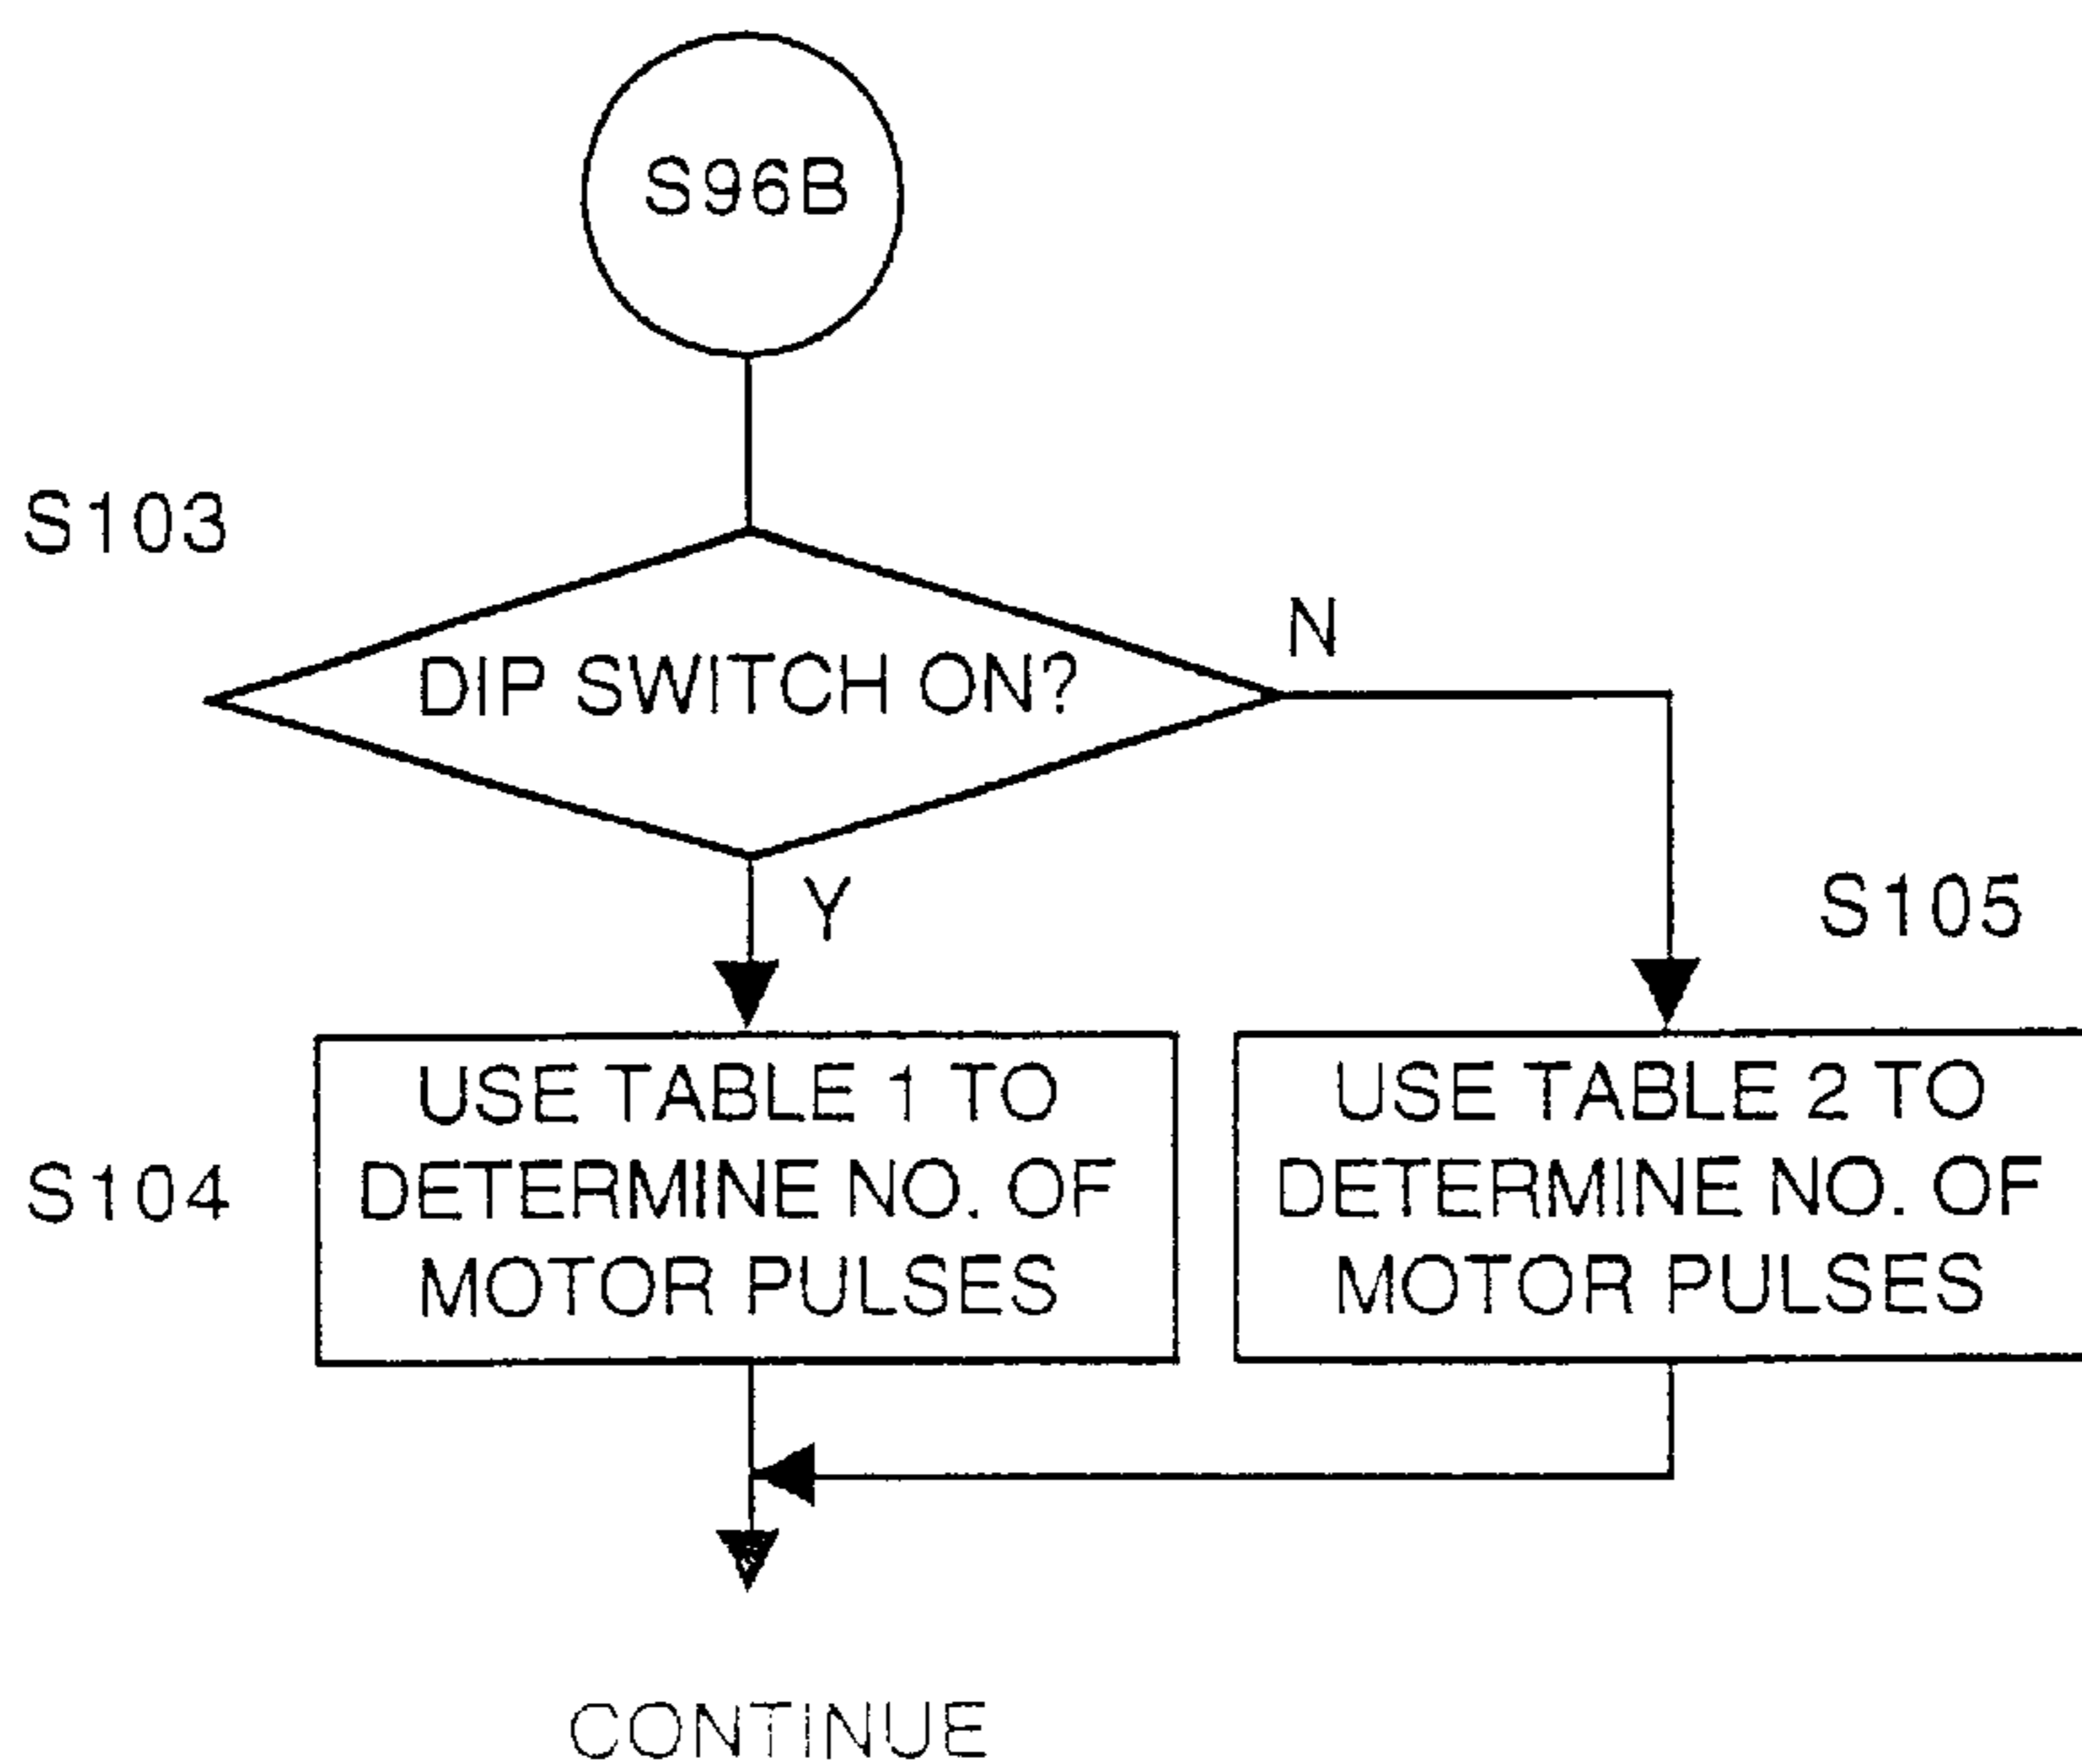 S96B
S103
DIP SWITCH ON?
N
Y
S105
USE TABLE 1 TO
DETERMINE NO. OF
MOTOR PULSES
S104
USE TABLE 2 TO
DETERMINE NO. OF
MOTOR PULSES
CONTINUE